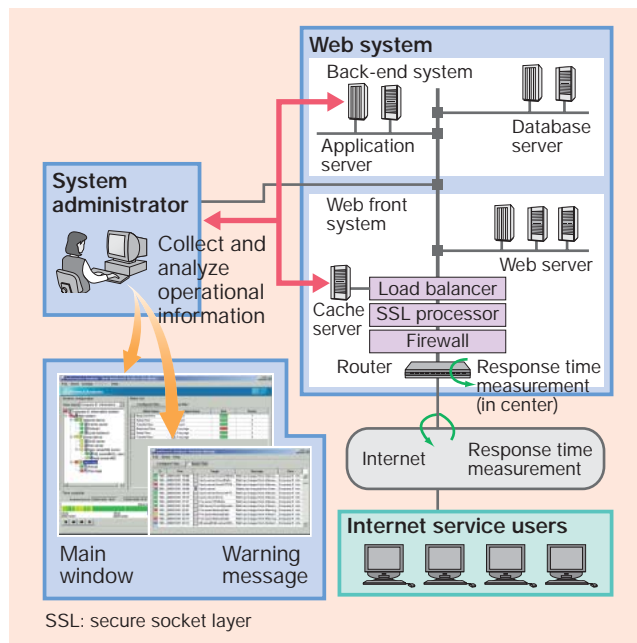 Web system
Back-end system
Application
server
Database
server
System
administrator
Collect and
analyze
operational
information
Web front
system
Web server
Cache
server
Load balancer
SSL processor
Firewall
Router
Response time
measurement
(in center)
Internet
Response time
measurement
Internet service users
Main
window
Warning
message
SSL: secure socket layer